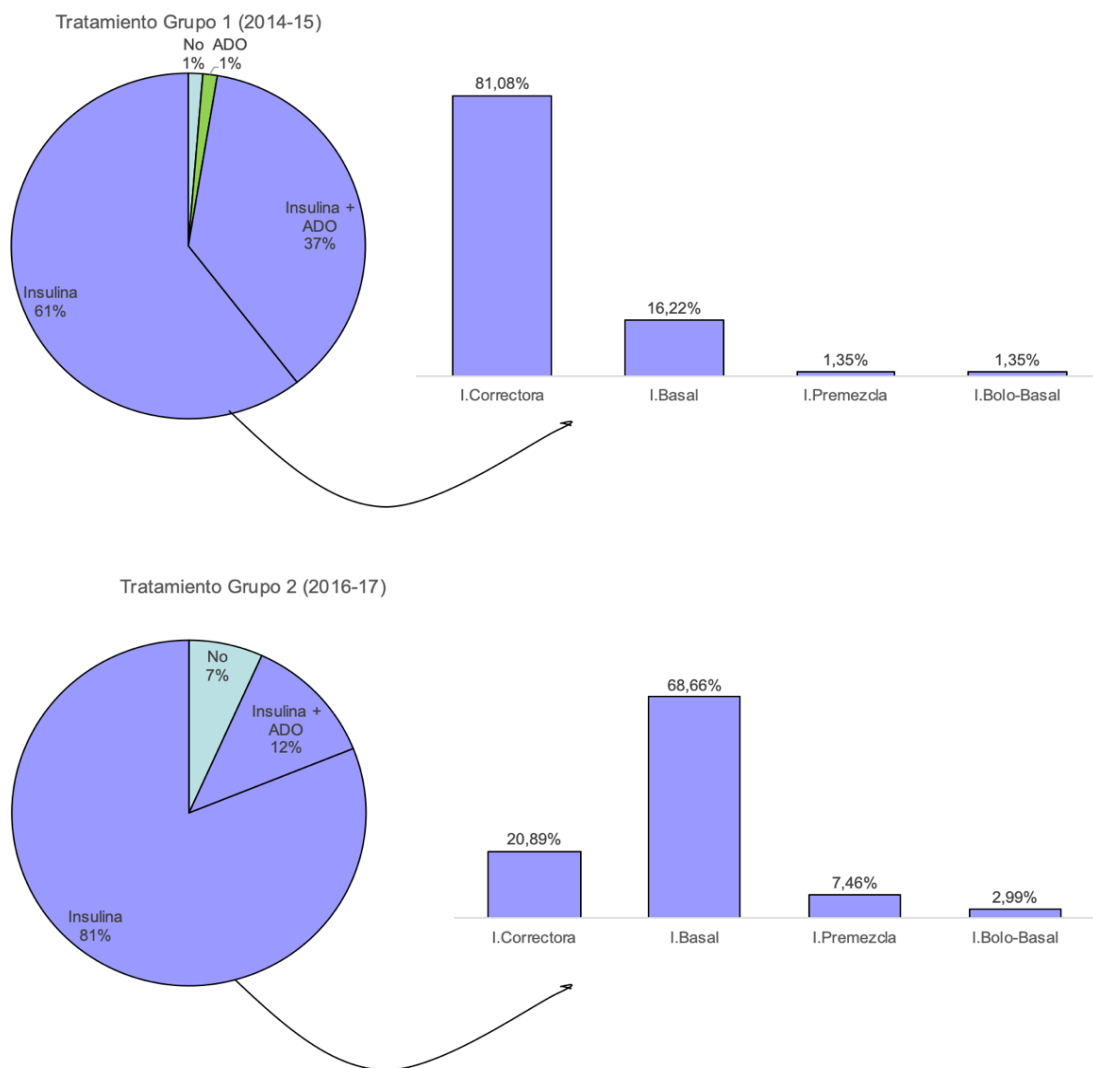 Tratamiento Grupo 1 (2014-15)
No
1%
ADO
1%
Insulina +
ADO
37%
Insulina
61%
81,08%
16,22%
1,35%
1,35%
I.Correctora
I.Basal
I.Premezcla
I.Bolo-Basal
Tratamiento Grupo 2 (2016-17)
No
7%
Insulina +
ADO
12%
Insulina
81%
20,89%
68,66%
7,46%
2,99%
I.Correctora
I.Basal
I.Premezcla
I.Bolo-Basal